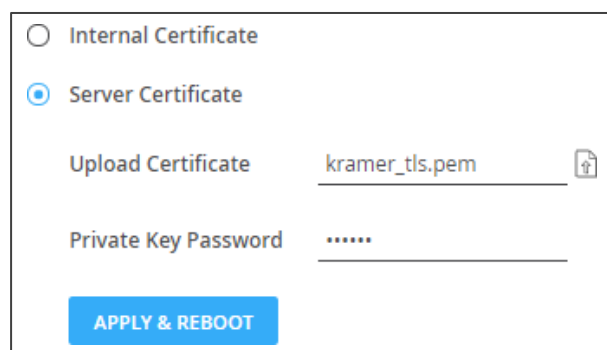 Internal Certificate
Server Certificate
Upload Certificate kramer_tls.pem
Private Key Password ••••••
APPLY & REBOOT